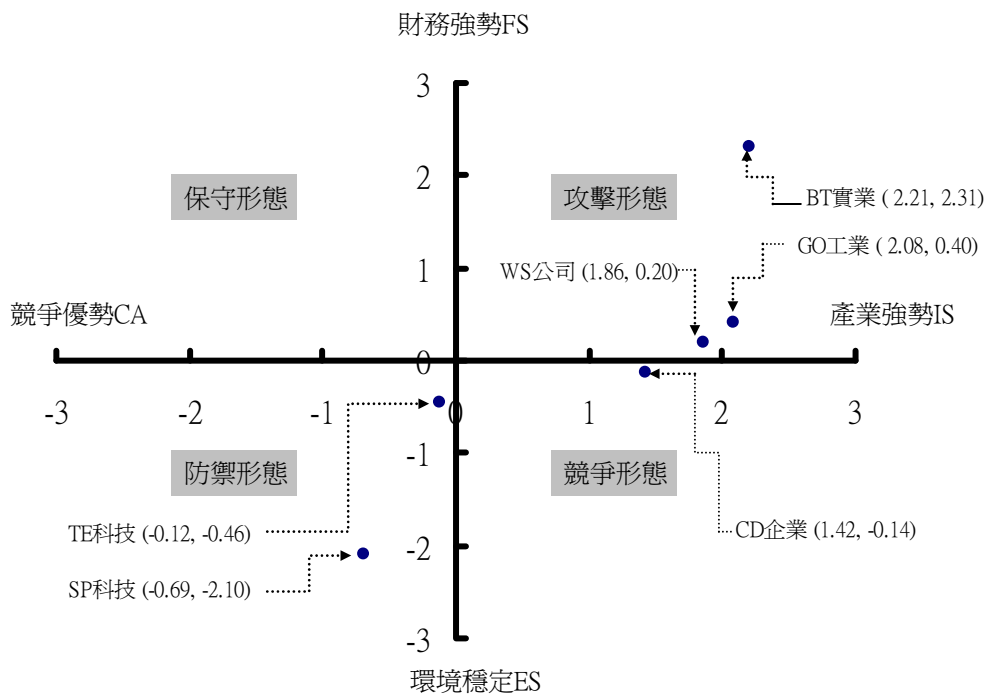 財務強勢FS
3
2
保守形態
攻擊形態
BT實業 ( 2.21, 2.31)
GO工業 ( 2.08, 0.40)
1
WS公司 (1.86, 0.20)
競爭優勢CA
產業強勢IS
0
-3
-2
-1
0
1
2
3
-1
防禦形態
競爭形態
TE科技 (-0.12, -0.46)
CD企業 (1.42, -0.14)
-2
SP科技 (-0.69, -2.10)
-3
環境穩定ES